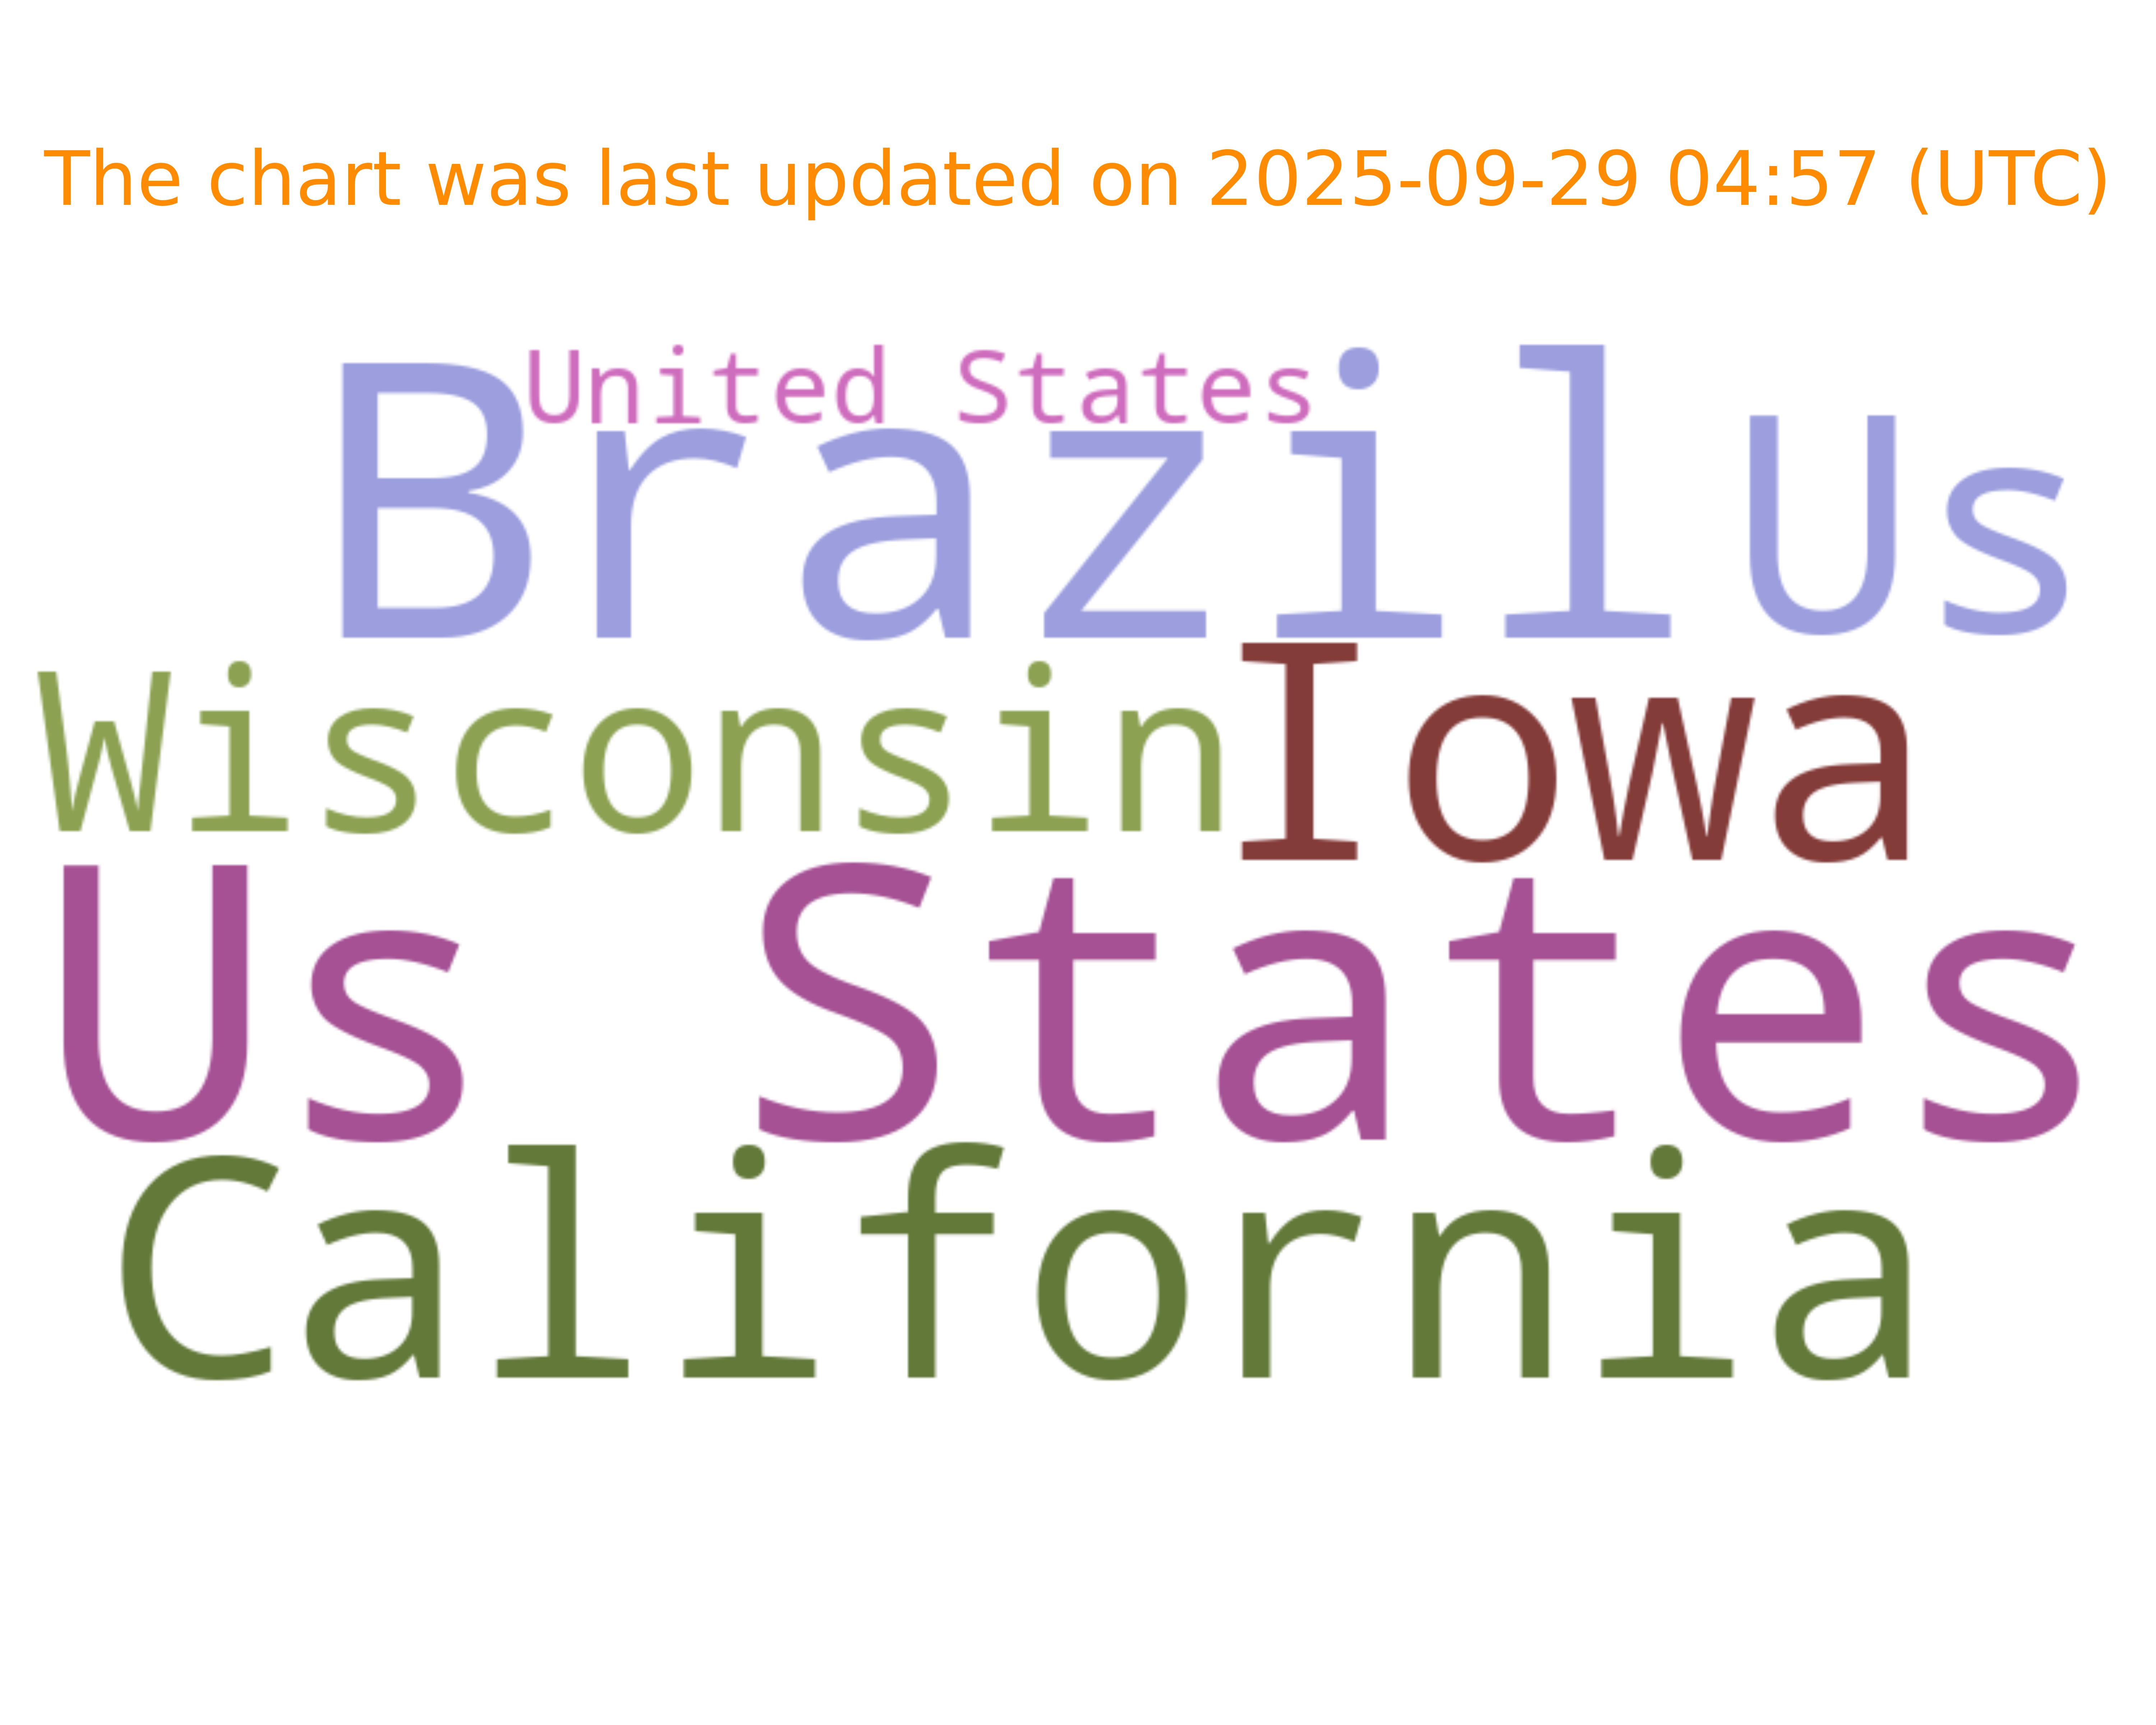 The chart was last updated on 2025-09-29 04:57 (UTC)
United States
Brazil Us
Wisconsin Iowa
Us States
California